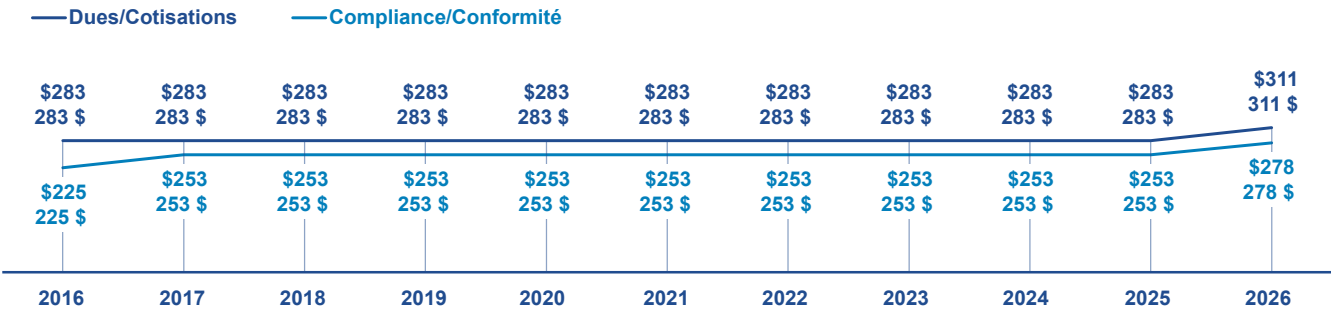 Dues/Cotisations Compliance/Conformité
$283 $283 $283 $283 $283 $283 $283 $283 $283 $283 $311
283 $ 283 $ 283 $ 283 $ 283 $ 283 $ 283 $ 283 $ 283 $ 283 $ 311 $
$225 $253 $253 $253 $253 $253 $253 $253 $253 $253 $278
225 $ 253 $ 253 $ 253 $ 253 $ 253 $ 253 $ 253 $ 253 $ 253 $ 278 $
2016 2017 2018 2019 2020 2021 2022 2023 2024 2025 2026